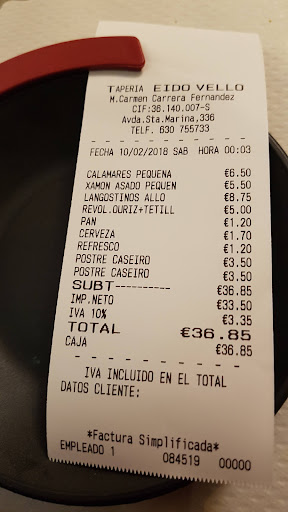 TAPERIA EIDO VELLO
M.Carmen Carrera Fernandez
CIF:36.140.007-S
Avda.Sta.Marina,336
TELF. 630 755733
FECHA 10/02/2018 SAB HORA 00:03
CALAMARES PEQUENA €6.50
XAMON ASADO PEQUEN €5.50
LANGOSTINOS ALLO €8.75
REVOL.OURIZ+TETILL €5.00
PAN €1.20
CERVEZA €1.70
REFRESCO €1.20
POSTRE CASEIRO €3.50
POSTRE CASEIRO €3.50
SUBT---------- €36.85
IMP.NETO €33.50
IVA 10% €3.35
TOTAL €36.85
CAJA €36.85
- - - - - - - - -
IVA INCLUIDO EN EL TOTAL
DATOS CLIENTE:
*Factura Simplificada*
EMPLEADO 1 084519 00000